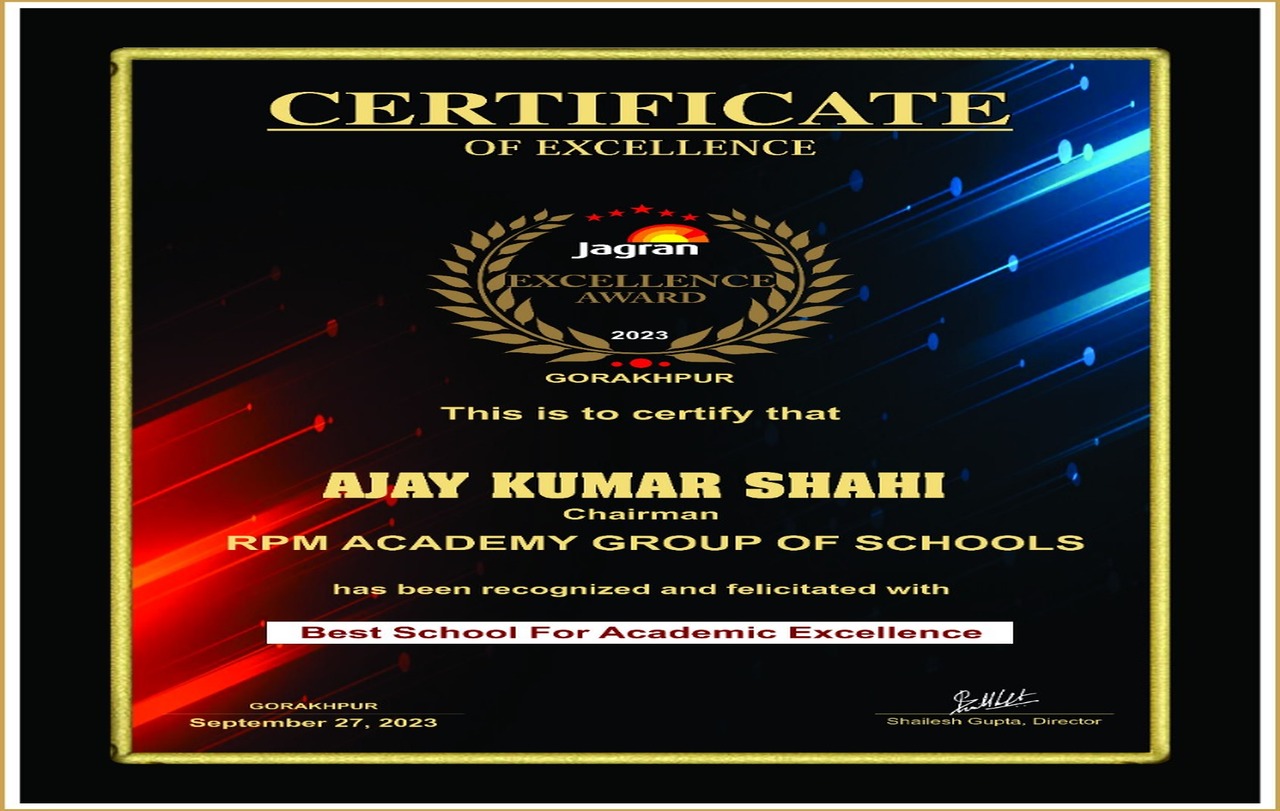 CERTIFICATE
OF EXCELLENCE
Jagran
EXCELLENCE
AWARD
2023
GORAKHPUR
This is to certify that
AJAY KUMAR SHAHI
Chairman
RPM ACADEMY GROUP OF SCHOOLS
has been recognized and felicitated with
Best School For Academic Excellence
GORAKHPUR
September 27, 2023
Shailesh Gupta, Director